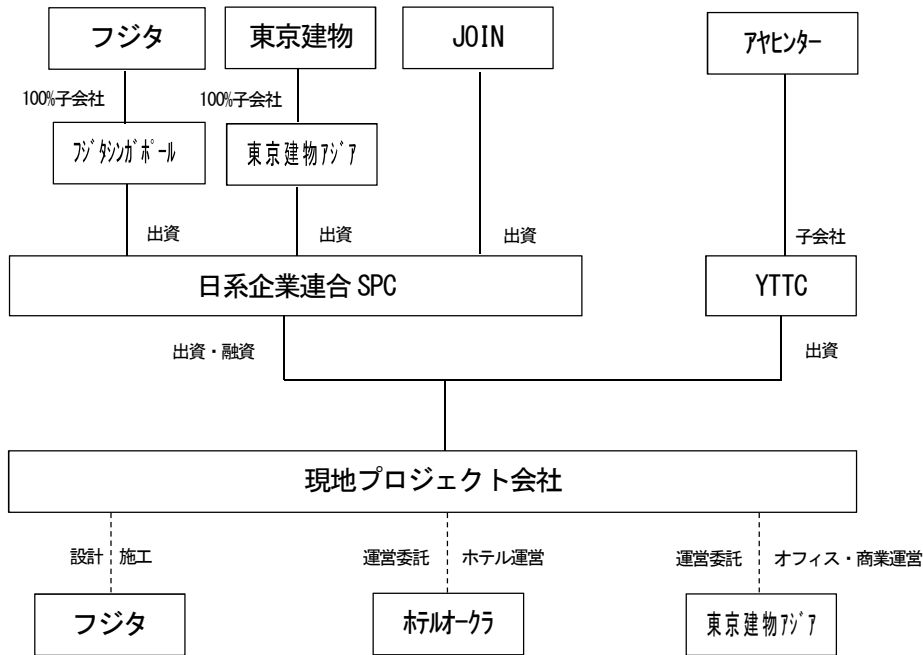 フジタ
東京建物
JOIN
アヤヒンター
100%子会社
100%子会社
フジタシンガポール
東京建物アジア
出資
出資
出資
子会社
日系企業連合 SPC
YTTC
出資・融資
出資
現地プロジェクト会社
設計 施工
運営委託 ホテル運営
運営委託 オフィス・商業運営
フジタ
ホテルオークラ
東京建物アジア